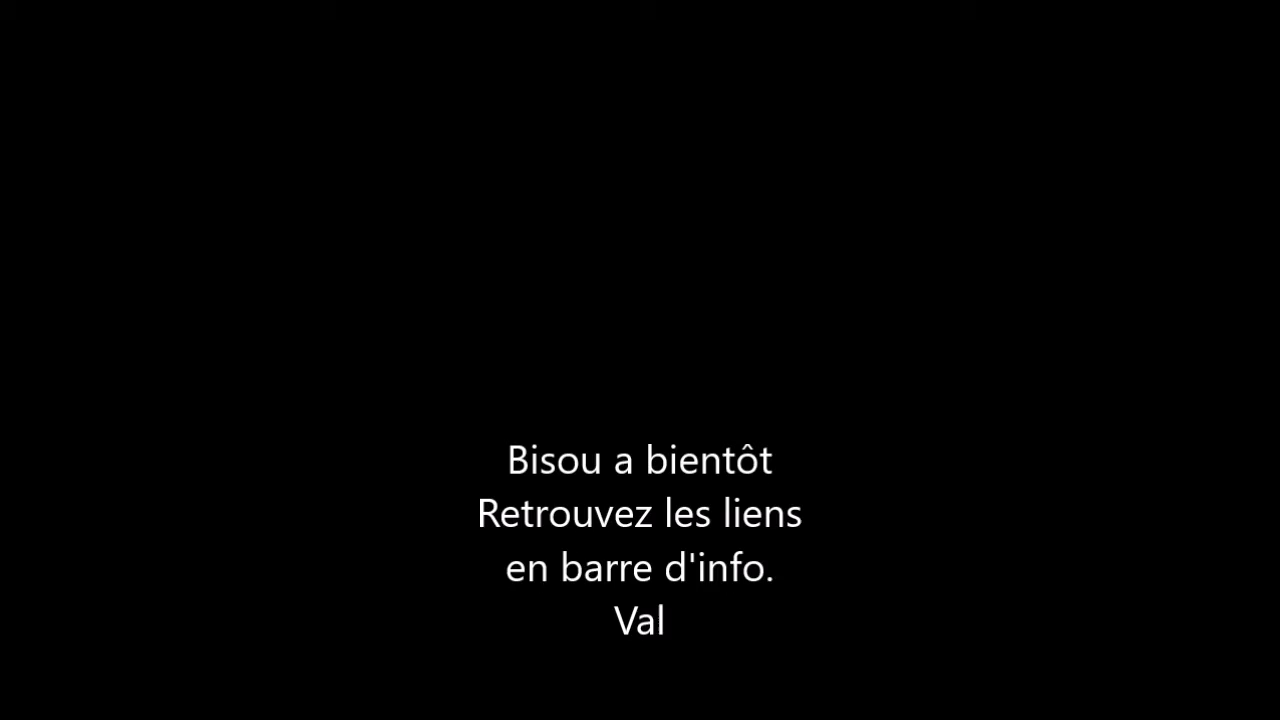 Bisou a bientôt
Retrouvez les liens
en barre d'info.
Val